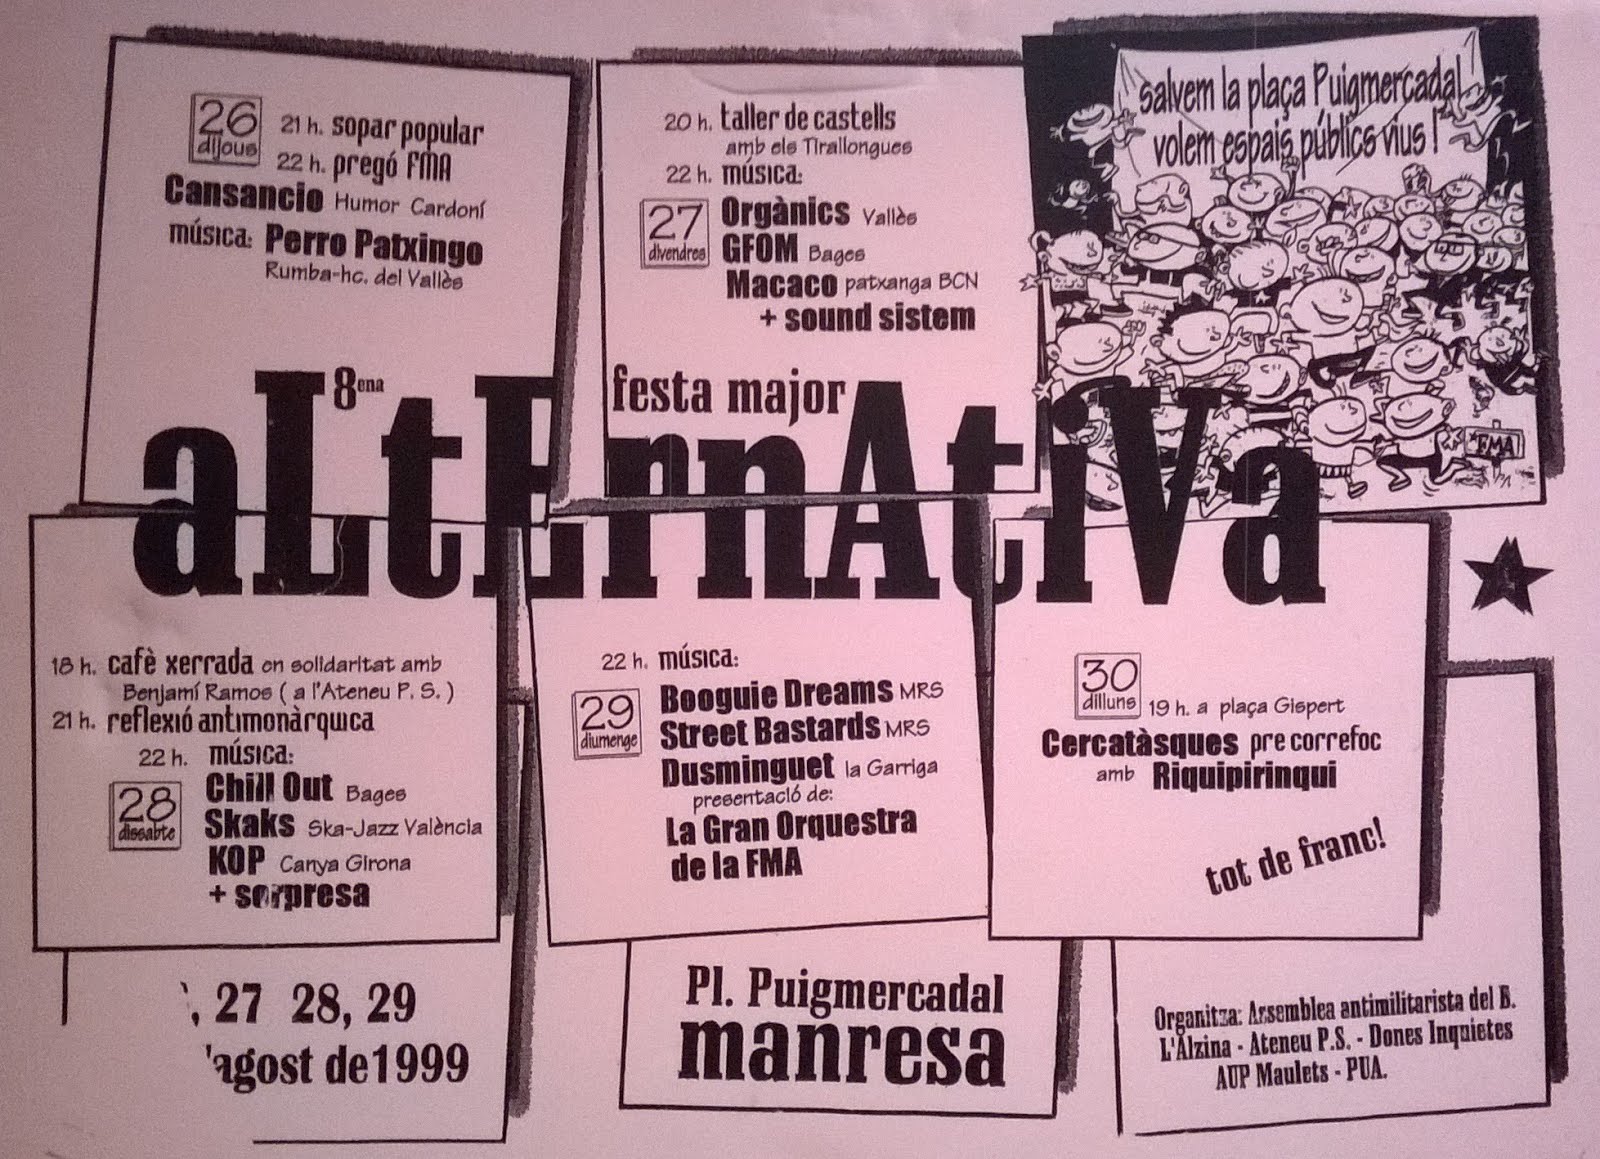 26
dijous
21 h. sopar popular
22 h. pregó FMA
Cansancio Humor Cardoní
música: Perro Patxingo
Rumba-hc. del Vallès
20 h. taller de castells
amb els Tirallongues
22 h. música:
27
divendres
Orgànics Vallès
GFOM Bages
Macaco patxanga BCN
+ sound sistem
salvem la plaça Puigmercadal
volem espais públics vius!
FMA
8ena festa major
aLtErnAtiVa
18 h. cafè xerrada en solidaritat amb
Benjamí Ramos ( a l'Ateneu P. S. )
21 h. reflexió antimonàrquica
22 h. música:
28
dissabte
Chill Out Bages
Skaks Ska-Jazz València
KOP Canya Girona
+ sorpresa
22 h. música:
29
diumenge
Booguie Dreams MRS
Street Bastards MRS
Dusminguet la Garriga
presentació de:
La Gran Orquestra
de la FMA
30
dilluns
19 h. a plaça Gispert
Cercatàsques pre correfoc
amb Riquipirinqui
tot de franc!
, 27 28, 29
'agost de 1999
Pl. Puigmercadal
manresa
Organitza: Assemblea antimilitarista del B.
L'Alzina - Ateneu P.S. - Dones Inquietes
AUP Maulets - PUA.